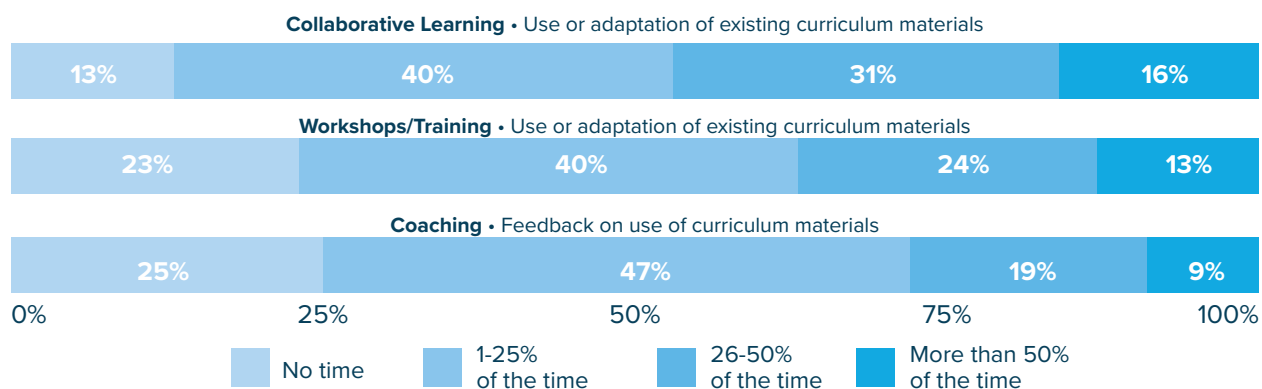 Collaborative Learning • Use or adaptation of existing curriculum materials
13% 40% 31% 16%
Workshops/Training • Use or adaptation of existing curriculum materials
23% 40% 24% 13%
Coaching • Feedback on use of curriculum materials
25% 47% 19% 9%
0% 25% 50% 75% 100%
No time
1-25%
of the time
26-50%
of the time
More than 50%
of the time